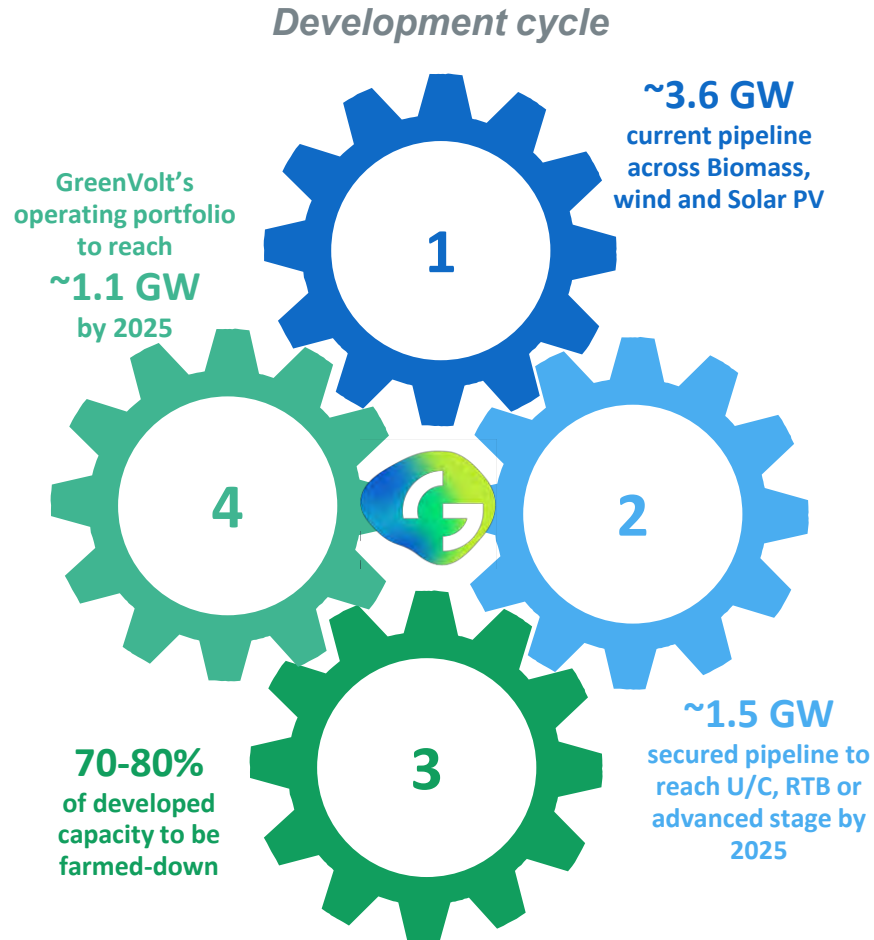 Development cycle
~3.6 GW
current pipeline
across Biomass,
wind and Solar PV
1
GreenVolt's
operating portfolio
to reach
~1.1 GW
by 2025
4
2
~1.5 GW
secured pipeline to
reach U/C, RTB or
advanced stage by
2025
3
70-80%
of developed
capacity to be
farmed-down